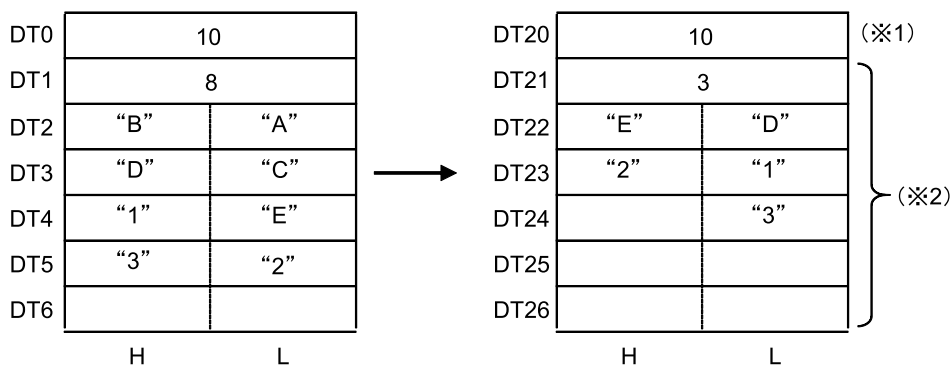 DT0 10 DT20 10 (※1)
DT1 8 DT21 3
DT2 “B” “A” DT22 “E” “D”
DT3 “D” “C” DT23 “2” “1” (※2)
DT4 “1” “E” DT24 “3”
DT5 “3” “2” DT25
DT6 DT26
H L H L